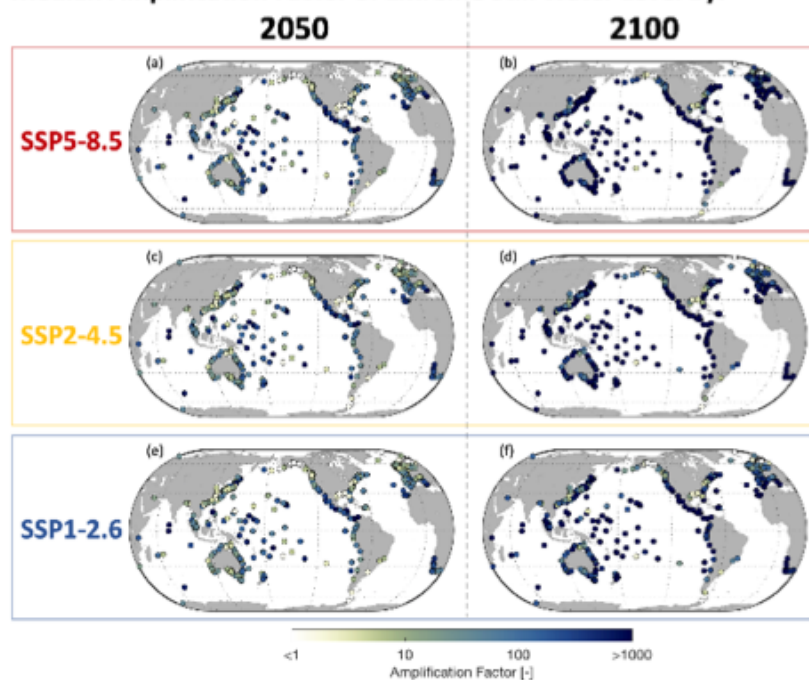 2050 2100
(a) (b)
SSP5-8.5
(c) (d)
SSP2-4.5
(e) (f)
SSP1-2.6
<1 10 100 >1000
Amplification Factor [-]